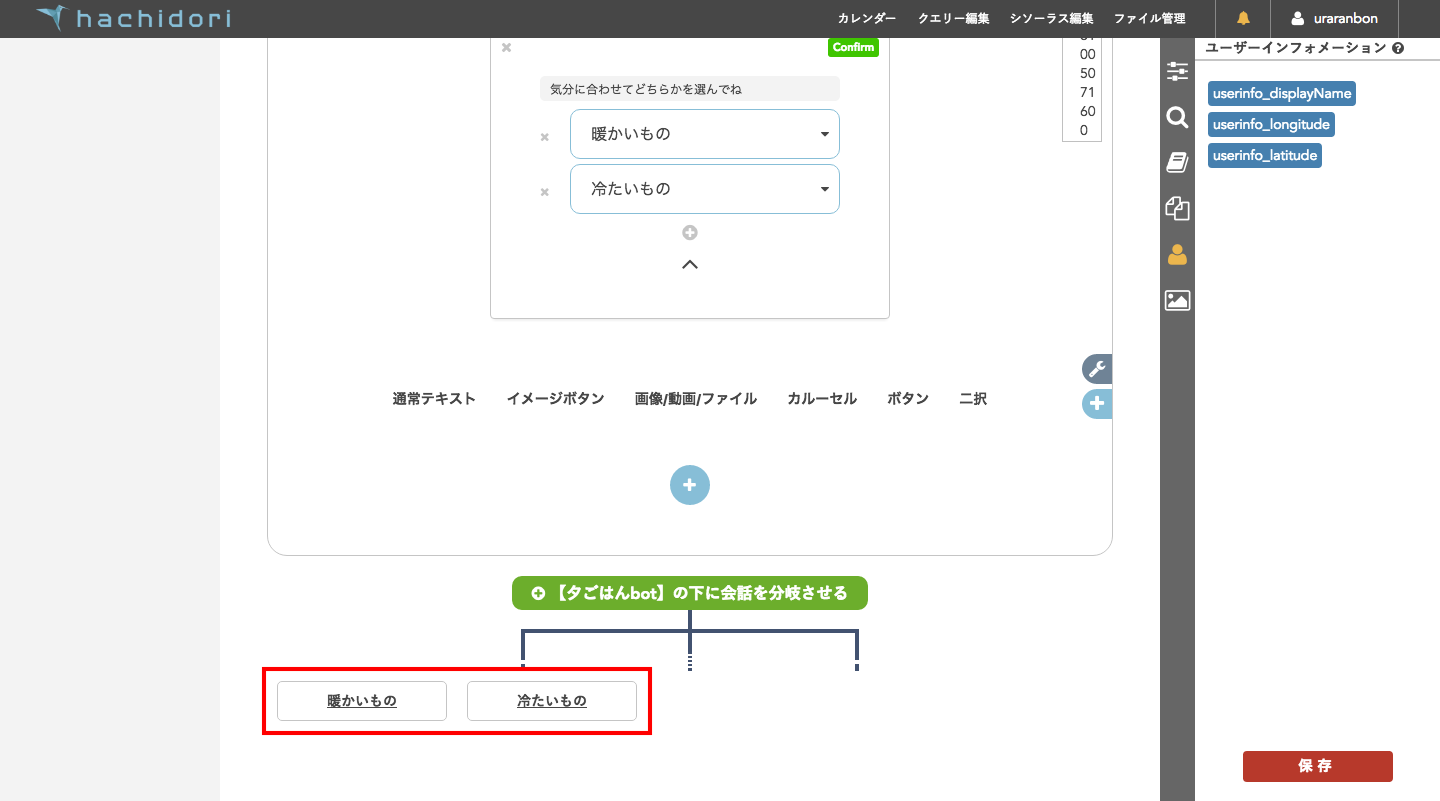 hachidori
カレンダー クエリー編集 シソーラス編集 ファイル管理 uraranbon
Confirm
気分に合わせてどちらかを選んでね
暖かいもの
冷たいもの
00
50
71
60
0
ユーザーインフォメーション
userinfo_displayName
userinfo_longitude
userinfo_latitude
通常テキスト イメージボタン 画像/動画/ファイル カルーセル ボタン 二択
【夕ごはんbot】の下に会話を分岐させる
暖かいもの 冷たいもの
保存